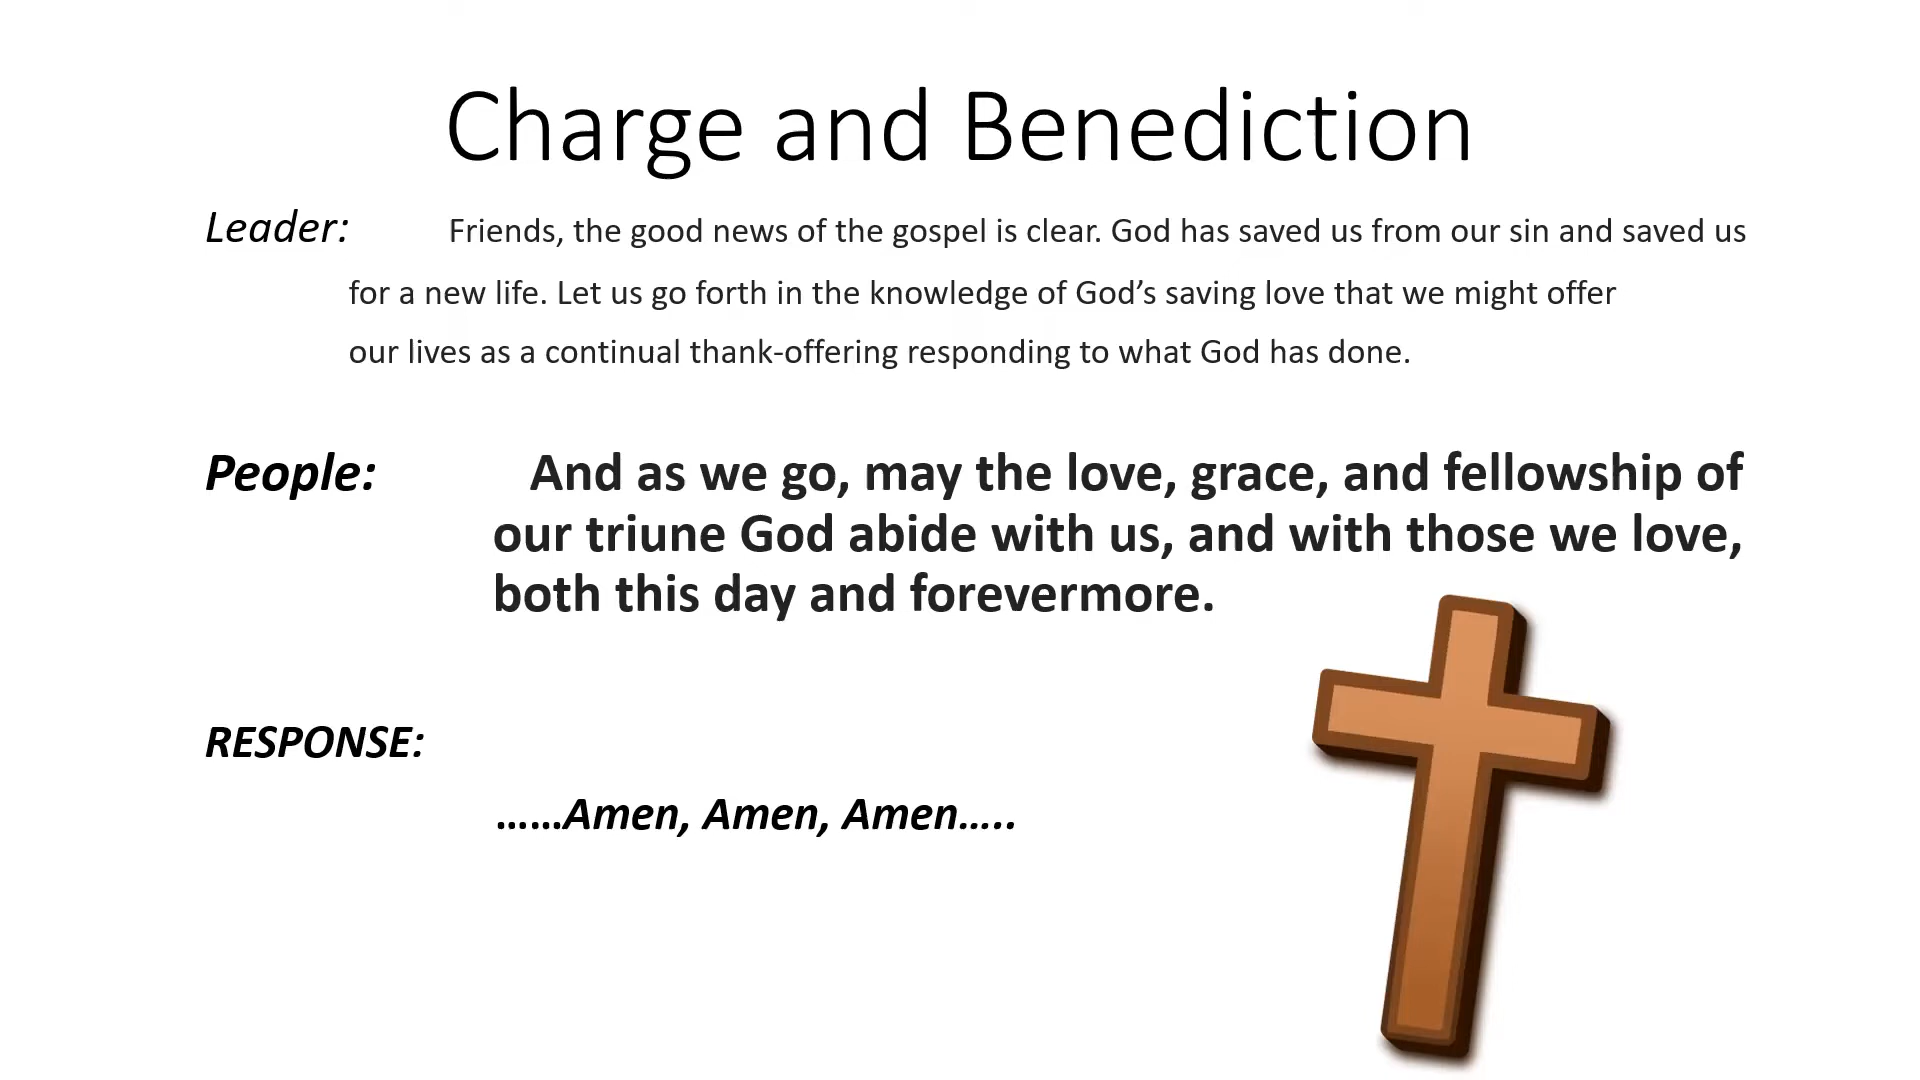 Charge and Benediction
Leader: Friends, the good news of the gospel is clear. God has saved us from our sin and saved us
for a new life. Let us go forth in the knowledge of God’s saving love that we might offer
our lives as a continual thank-offering responding to what God has done.
People: And as we go, may the love, grace, and fellowship of
our triune God abide with us, and with those we love,
both this day and forevermore.
RESPONSE:
……Amen, Amen, Amen…..